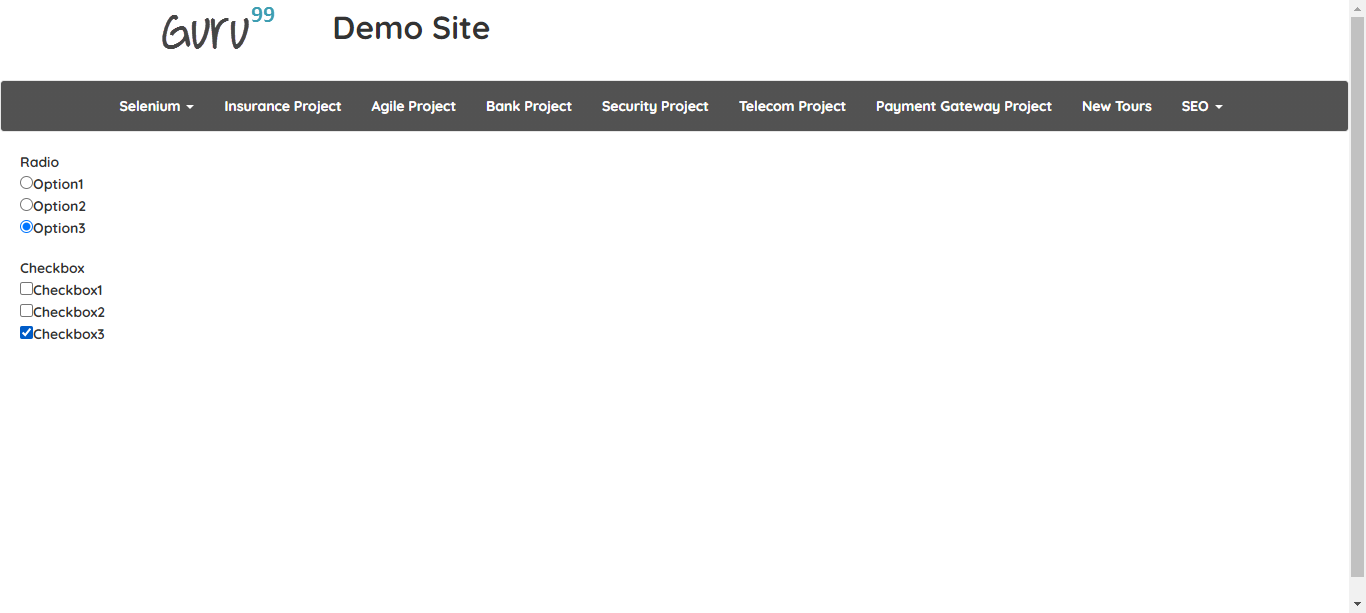 Guru99 Demo Site
Selenium Insurance Project Agile Project Bank Project Security Project Telecom Project Payment Gateway Project New Tours SEO
Radio
Option1
Option2
Option3
Checkbox
Checkbox1
Checkbox2
Checkbox3